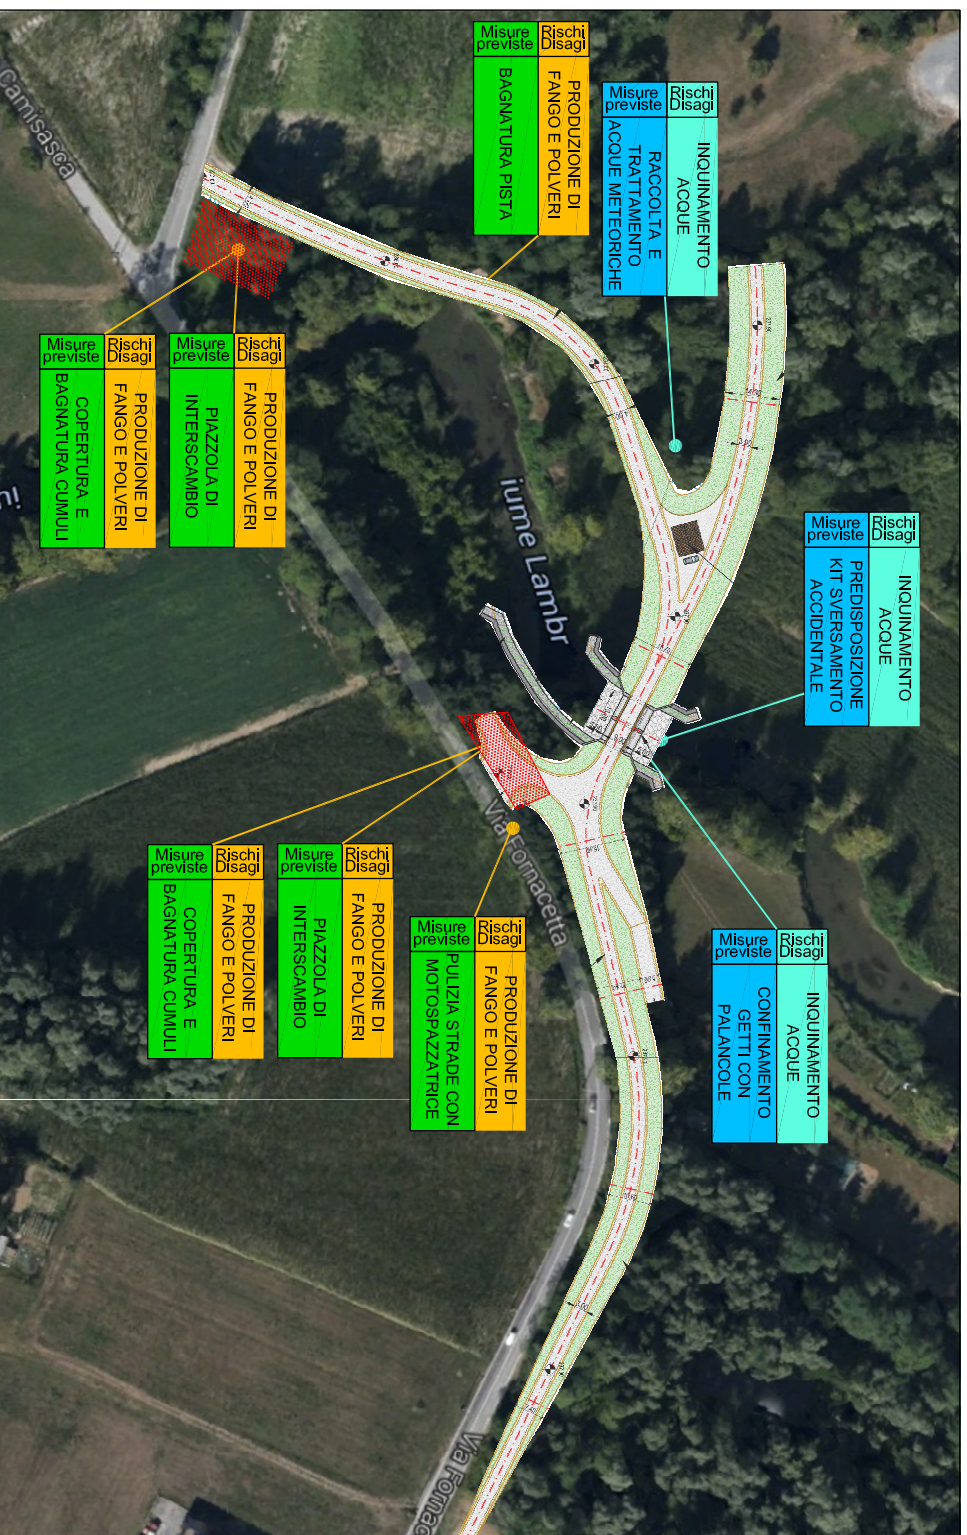 Misure
previste
Rischi
Disagi
PRODUZIONE DI
FANGO E POLVERI
BAGNATURA PISTA
Misure
previste
Rischi
Disagi
INQUINAMENTO
ACQUE
RACCOLTA E
TRATTAMENTO
ACQUE METEORICHE
Camisasca
Misure
previste
Rischi
Disagi
PRODUZIONE DI
FANGO E POLVERI
COPERTURA E
BAGNATURA CUMULI
Misure
previste
Rischi
Disagi
PRODUZIONE DI
FANGO E POLVERI
PIAZZOLA DI
INTERSCAMBIO
iume Lambr
Misure
previste
Rischi
Disagi
INQUINAMENTO
ACQUE
PREDISPOSIZIONE
KIT SVERSAMENTO
ACCIDENTALE
Via Fornacetta
Misure
previste
Rischi
Disagi
PRODUZIONE DI
FANGO E POLVERI
COPERTURA E
BAGNATURA CUMULI
Misure
previste
Rischi
Disagi
PRODUZIONE DI
FANGO E POLVERI
PIAZZOLA DI
INTERSCAMBIO
Misure
previste
Rischi
Disagi
PRODUZIONE DI
FANGO E POLVERI
PULIZIA STRADE CON
MOTOSPAZZATRICE
Misure
previste
Rischi
Disagi
INQUINAMENTO
ACQUE
CONFINAMENTO
GETTI CON
PALANCOLE
Via Fornac